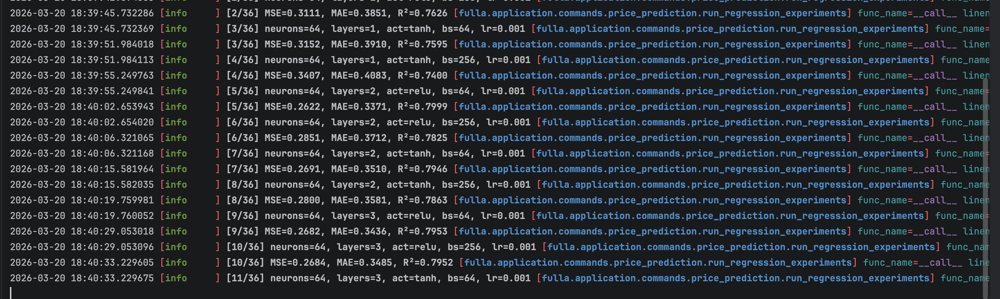 2026-03-20 18:39:45.732286 [info     ] [2/36] MSE=0.3111, MAE=0.3851, R²=0.7626 [fulla.application.commands.price_prediction.run_regression_experiments] func_name=__call__ linen
2026-03-20 18:39:45.732369 [info     ] [3/36] neurons=64, layers=1, act=tanh, bs=64, lr=0.001 [fulla.application.commands.price_prediction.run_regression_experiments] func_name=
2026-03-20 18:39:51.984018 [info     ] [3/36] MSE=0.3152, MAE=0.3910, R²=0.7595 [fulla.application.commands.price_prediction.run_regression_experiments] func_name=__call__ linen
2026-03-20 18:39:51.984113 [info     ] [4/36] neurons=64, layers=1, act=tanh, bs=256, lr=0.001 [fulla.application.commands.price_prediction.run_regression_experiments] func_name
2026-03-20 18:39:55.249763 [info     ] [4/36] MSE=0.3407, MAE=0.4083, R²=0.7400 [fulla.application.commands.price_prediction.run_regression_experiments] func_name=__call__ linen
2026-03-20 18:39:55.249841 [info     ] [5/36] neurons=64, layers=2, act=relu, bs=64, lr=0.001 [fulla.application.commands.price_prediction.run_regression_experiments] func_name=
2026-03-20 18:40:02.653943 [info     ] [5/36] MSE=0.2622, MAE=0.3371, R²=0.7999 [fulla.application.commands.price_prediction.run_regression_experiments] func_name=__call__ linen
2026-03-20 18:40:02.654020 [info     ] [6/36] neurons=64, layers=2, act=relu, bs=256, lr=0.001 [fulla.application.commands.price_prediction.run_regression_experiments] func_name
2026-03-20 18:40:06.321065 [info     ] [6/36] MSE=0.2851, MAE=0.3712, R²=0.7825 [fulla.application.commands.price_prediction.run_regression_experiments] func_name=__call__ linen
2026-03-20 18:40:06.321168 [info     ] [7/36] neurons=64, layers=2, act=tanh, bs=64, lr=0.001 [fulla.application.commands.price_prediction.run_regression_experiments] func_name=
2026-03-20 18:40:15.581964 [info     ] [7/36] MSE=0.2691, MAE=0.3510, R²=0.7946 [fulla.application.commands.price_prediction.run_regression_experiments] func_name=__call__ linen
2026-03-20 18:40:15.582035 [info     ] [8/36] neurons=64, layers=2, act=tanh, bs=256, lr=0.001 [fulla.application.commands.price_prediction.run_regression_experiments] func_name
2026-03-20 18:40:19.759981 [info     ] [8/36] MSE=0.2800, MAE=0.3581, R²=0.7863 [fulla.application.commands.price_prediction.run_regression_experiments] func_name=__call__ linen
2026-03-20 18:40:19.760052 [info     ] [9/36] neurons=64, layers=3, act=relu, bs=64, lr=0.001 [fulla.application.commands.price_prediction.run_regression_experiments] func_name=
2026-03-20 18:40:29.053018 [info     ] [9/36] MSE=0.2682, MAE=0.3436, R²=0.7953 [fulla.application.commands.price_prediction.run_regression_experiments] func_name=__call__ linen
2026-03-20 18:40:29.053096 [info     ] [10/36] neurons=64, layers=3, act=relu, bs=256, lr=0.001 [fulla.application.commands.price_prediction.run_regression_experiments] func_nam
2026-03-20 18:40:33.229605 [info     ] [10/36] MSE=0.2684, MAE=0.3485, R²=0.7952 [fulla.application.commands.price_prediction.run_regression_experiments] func_name=__call__ line
2026-03-20 18:40:33.229675 [info     ] [11/36] neurons=64, layers=3, act=tanh, bs=64, lr=0.001 [fulla.application.commands.price_prediction.run_regression_experiments] func_name